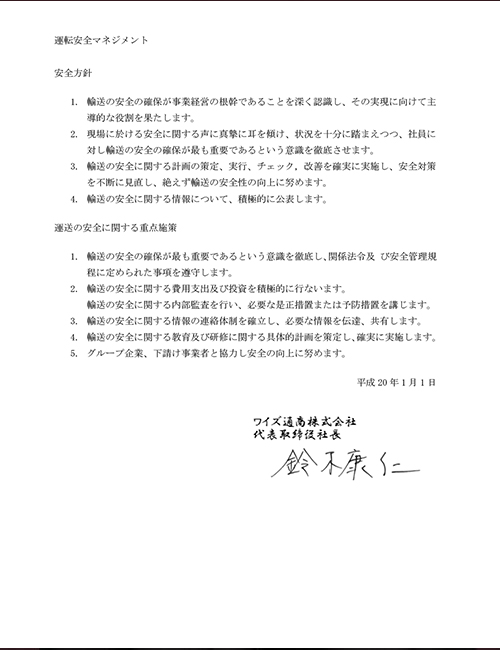 運転安全マネジメント
安全方針
1. 輸送の安全の確保が事業経営の根幹であることを深く認識し、その実現に向けて主
導的な役割を果たします。
2. 現場に於ける安全に関する声に真摯に耳を傾け、状況を十分に踏まえつつ、社員に
対し輸送の安全の確保が最も重要であるという意識を徹底させます。
3. 輸送の安全に関する計画の策定、実行、チェック，改善を確実に実施し、安全対策
を不断に見直し、絶えず輸送の安全性の向上に努めます。
4. 輸送の安全に関する情報について、積極的に公表します。
運送の安全に関する重点施策
1. 輸送の安全の確保が最も重要であるという意識を徹底し、関係法令及 び安全管理規
程に定められた事項を遵守します。
2. 輸送の安全に関する費用支出及び投資を積極的に行ないます。
輸送の安全に関する内部監査を行い、必要な是正措置または予防措置を講じます。
3. 輸送の安全に関する情報の連絡体制を確立し、必要な情報を伝達、共有します。
4. 輸送の安全に関する教育及び研修に関する具体的計画を策定し、確実に実施します。
5. グループ企業、下請け事業者と協力し安全の向上に努めます。
平成 20 年 1 月 1 日
ワイズ通商株式会社
代表取締役社長
鈴木康仁